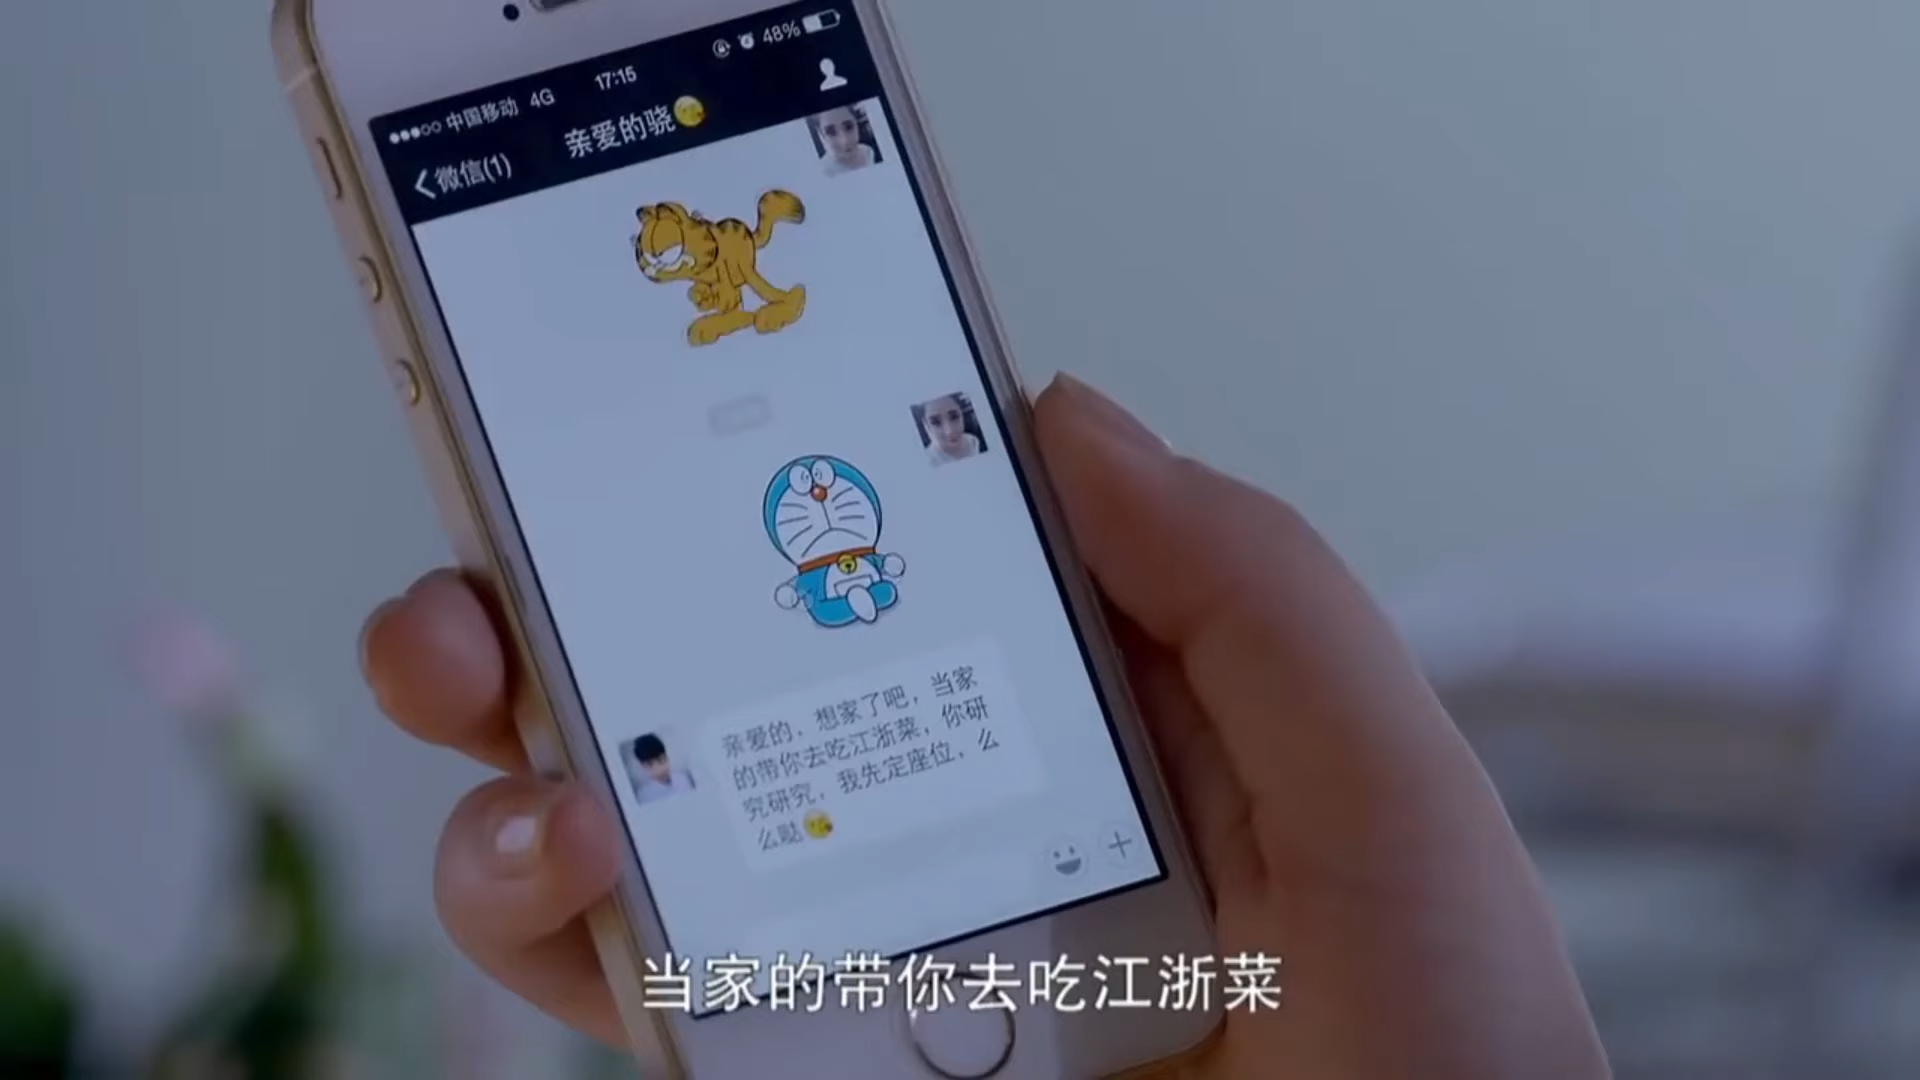 中国移动 4G 17:15 48%
微信(1) 亲爱的骁
亲爱的，想家了吧，当家
的带你去吃江浙菜，你研
究研究，我先定座位，么
么哒
当家的带你去吃江浙菜